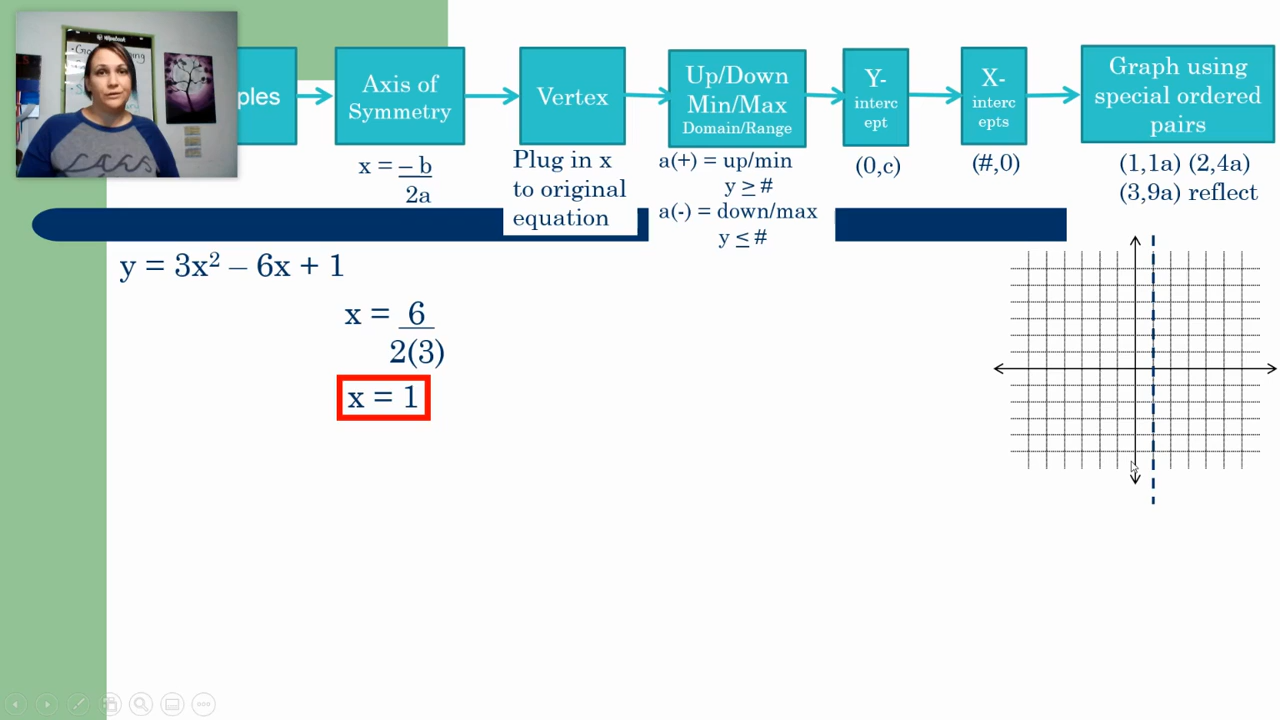 ples
Axis of
Symmetry
Vertex
Up/Down
Min/Max
Domain/Range
Y-
interc
ept
X-
interc
epts
Graph using
special ordered
pairs
x = – b
2a
Plug in x
to original
equation
a(+) = up/min
y ≥ #
a(-) = down/max
y ≤ #
(0,c)
(#,0)
(1,1a) (2,4a)
(3,9a) reflect
y = 3x² – 6x + 1
x = 6
2(3)
x = 1